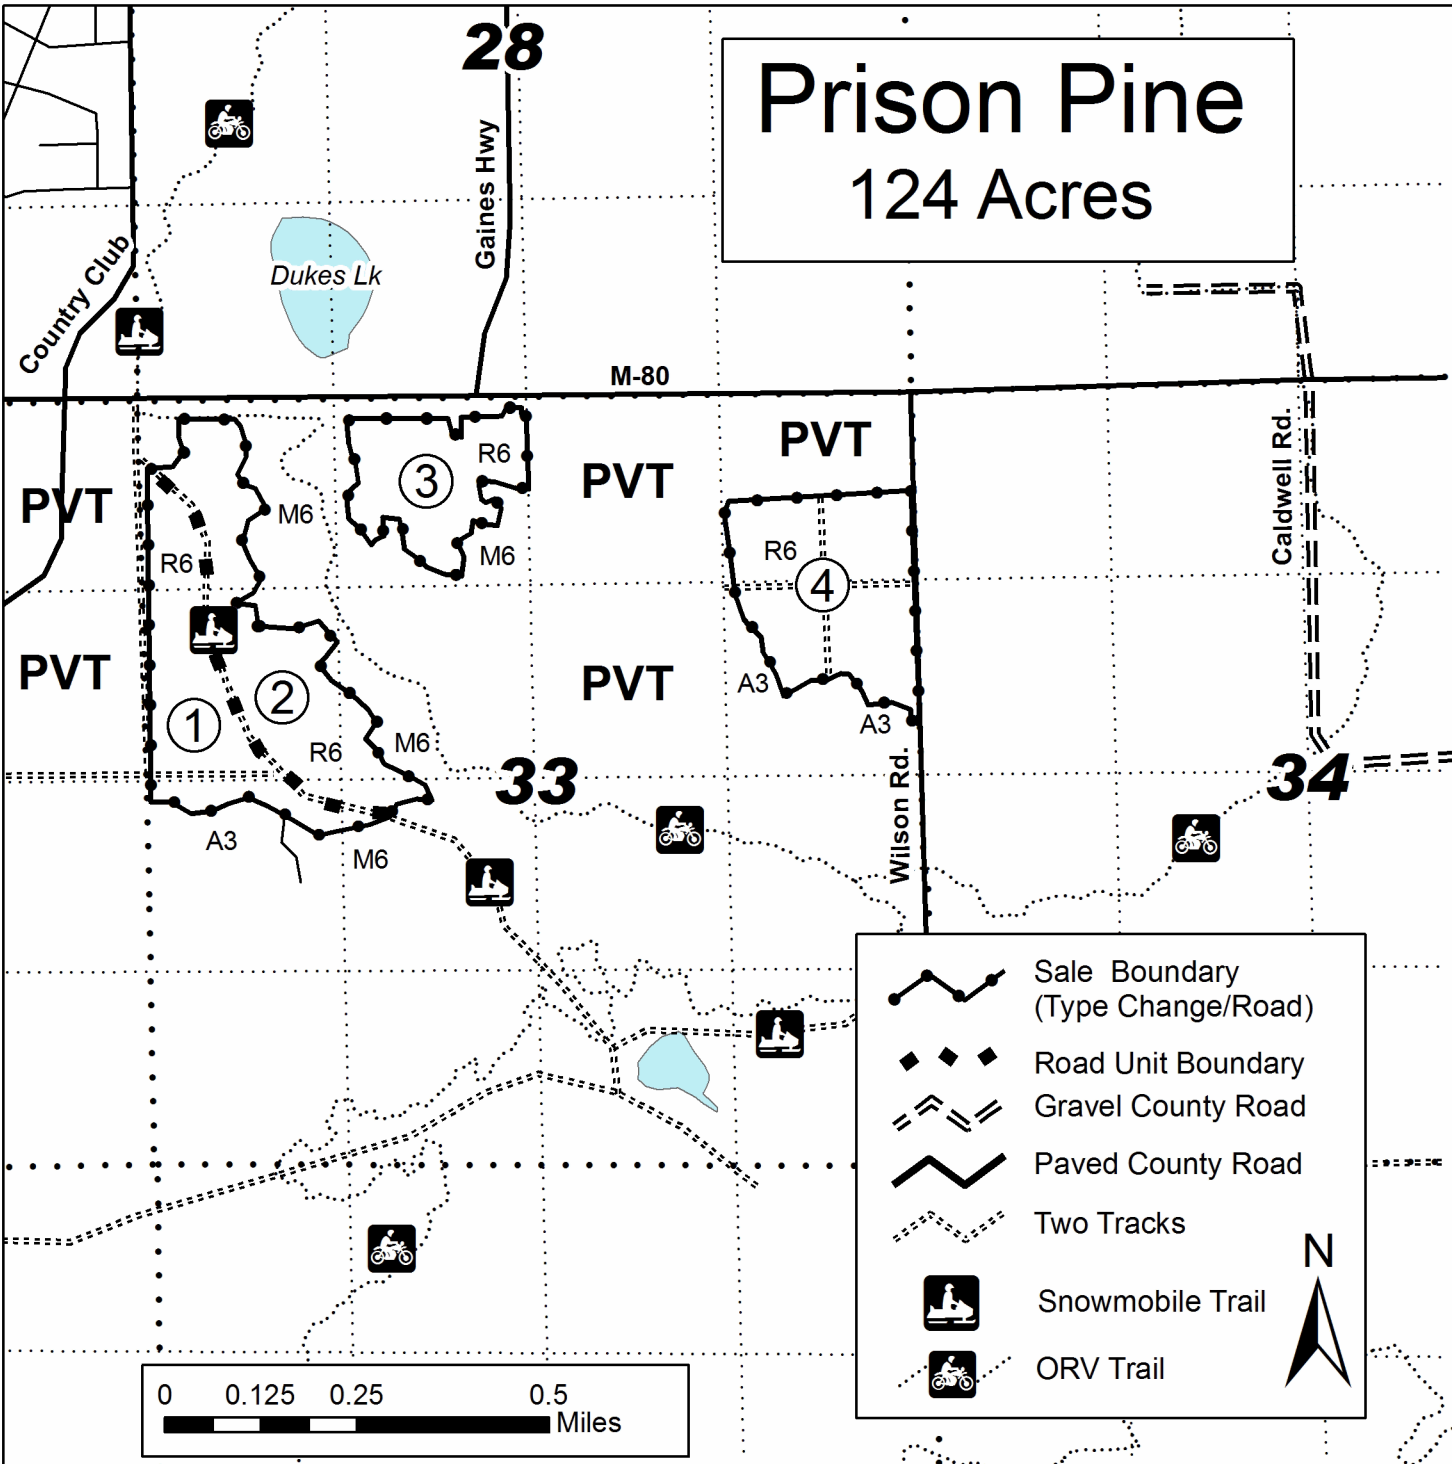 28
Prison Pine
124 Acres
Gaines Hwy
Country Club
Dukes Lk
M-80
PVT
R6
3
PVT
PVT
M6
M6
R6
R6
4
Caldwell Rd.
PVT
PVT
2
1
A3
A3
M6
R6
33
34
Wilson Rd.
A3
M6
Sale Boundary
(Type Change/Road)
Road Unit Boundary
Gravel County Road
Paved County Road
Two Tracks
N
Snowmobile Trail
ORV Trail
0 0.125 0.25 0.5
Miles